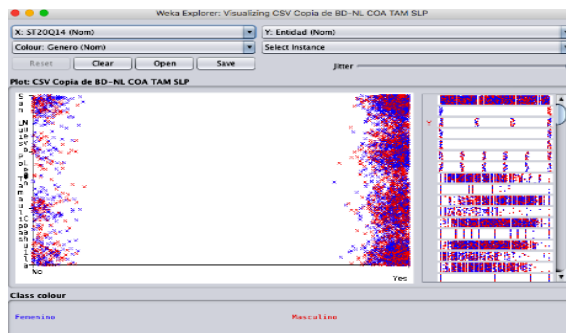 Weka Explorer: Visualizing CSV Copia de BD-NL COA TAM SLP
X: ST20Q14 (Nom) Y: Entidad (Nom)
Colour: Genero (Nom) Select Instance
Reset Clear Open Save Jitter
Plot: CSV Copia de BD-NL COA TAM SLP
No
Yes
Class colour
Femenino Masculino